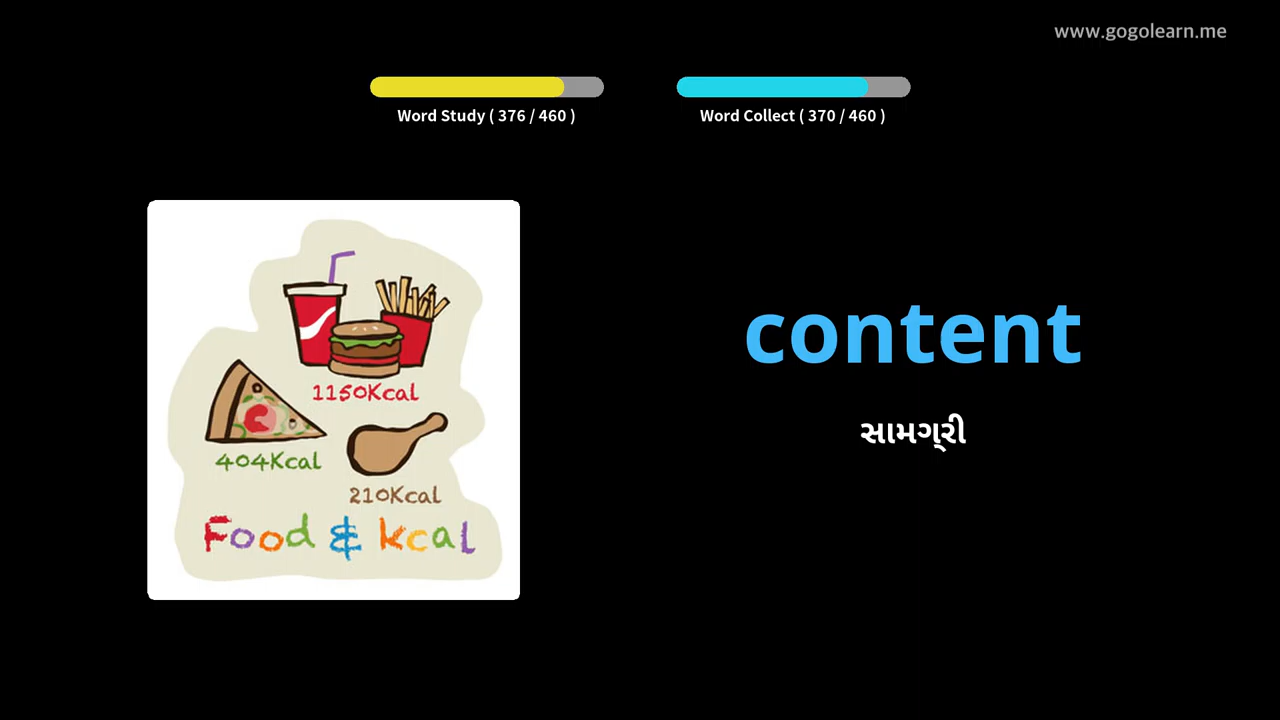 www.gogolearn.me
Word Study ( 376 / 460 )
Word Collect ( 370 / 460 )
1150Kcal
404Kcal
210Kcal
Food & kcal
content
સામગ્રી